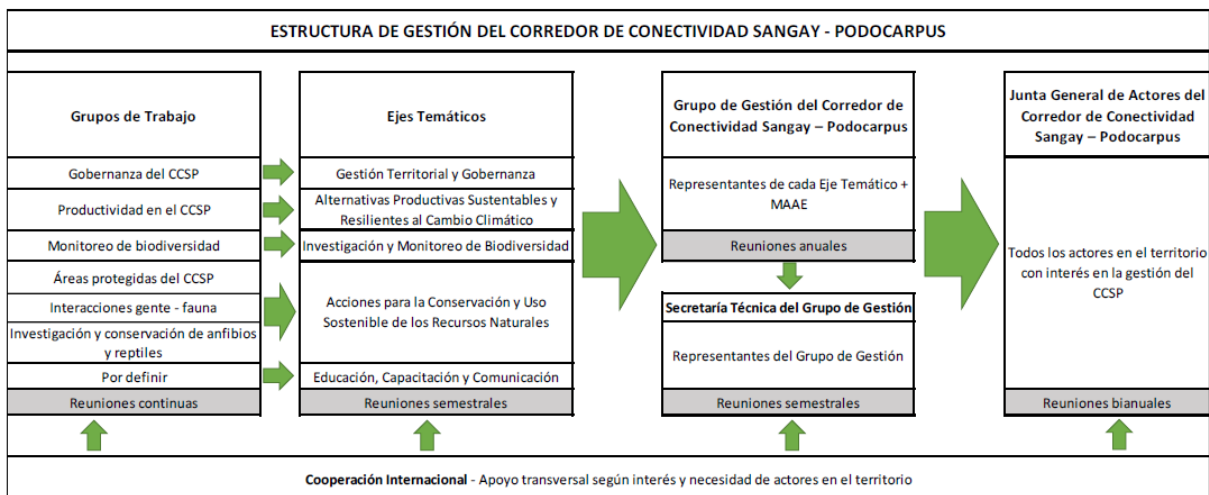 ESTRUCTURA DE GESTIÓN DEL CORREDOR DE CONECTIVIDAD SANGAY - PODOCARPUS
Grupos de Trabajo
Gobernanza del CCSP
Productividad en el CCSP
Monitoreo de biodiversidad
Áreas protegidas del CCSP
Interacciones gente - fauna
Investigación y conservación de anfibios
y reptiles
Por definir
Reuniones continuas
Ejes Temáticos
Gestión Territorial y Gobernanza
Alternativas Productivas Sustentables y
Resilientes al Cambio Climático
Investigación y Monitoreo de Biodiversidad
Acciones para la Conservación y Uso
Sostenible de los Recursos Naturales
Educación, Capacitación y Comunicación
Reuniones semestrales
Grupo de Gestión del Corredor de
Conectividad Sangay – Podocarpus
Representantes de cada Eje Temático +
MAAE
Reuniones anuales
Secretaría Técnica del Grupo de Gestión
Representantes del Grupo de Gestión
Reuniones semestrales
Junta General de Actores del
Corredor de Conectividad
Sangay – Podocarpus
Todos los actores en el territorio
con interés en la gestión del
CCSP
Reuniones bianuales
Cooperación Internacional - Apoyo transversal según interés y necesidad de actores en el territorio